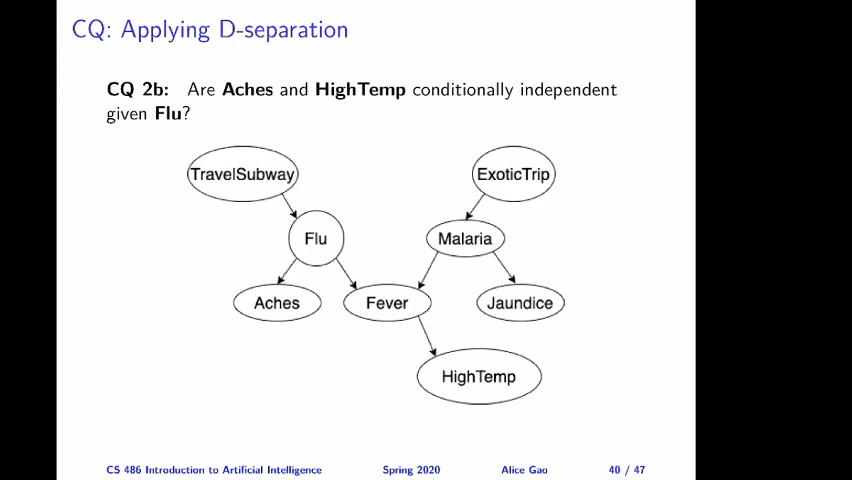 CQ: Applying D-separation
CQ 2b: Are Aches and HighTemp conditionally independent
given Flu?
TravelSubway
ExoticTrip
Flu
Malaria
Aches
Fever
Jaundice
HighTemp
CS 486 Introduction to Artificial Intelligence Spring 2020 Alice Gao 40 / 47